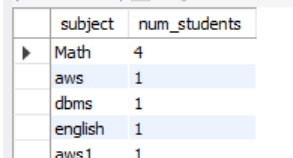 subject num_students
Math 4
aws 1
dbms 1
english 1
aws1 1